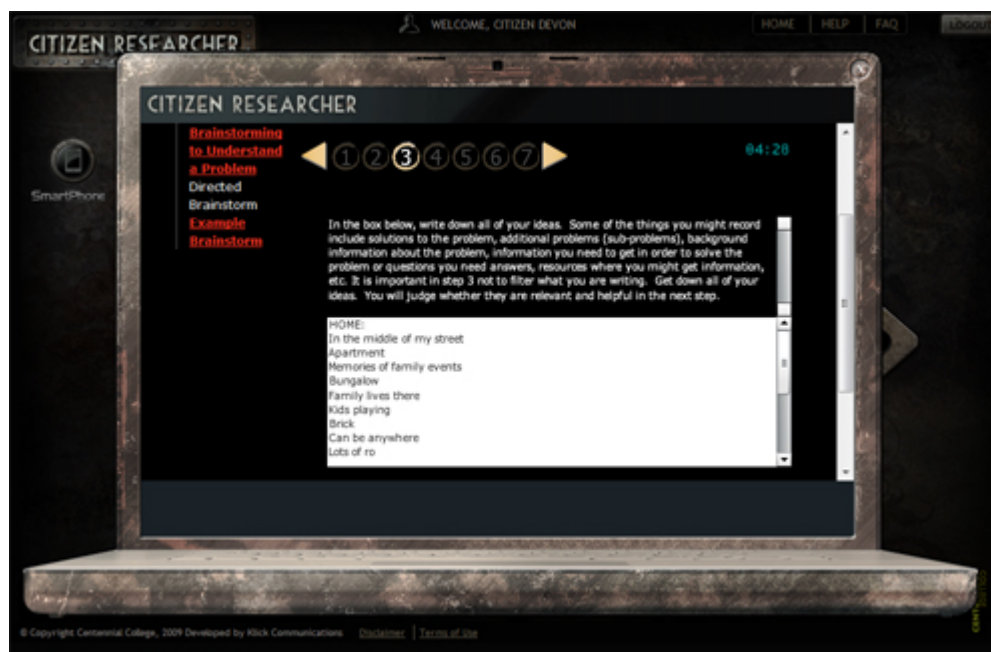 WELCOME, CITIZEN DEVON
HOME
HELP
FAQ
LOGOUT
CITIZEN RESEARCHER
CITIZEN RESEARCHER
SmartPhone
Brainstorming
to Understand
a Problem
Directed
Brainstorm
Example
Brainstorm
1 2 3 4 5 6 7
04:28
In the box below, write down all of your ideas. Some of the things you might record
include solutions to the problem, additional problems (sub-problems), background
information about the problem, information you need to get in order to solve the
problem or questions you need answers, resources where you might get information,
etc. It is important in step 3 not to filter what you are writing. Get down all of your
ideas. You will judge whether they are relevant and helpful in the next step.
HOME:
In the middle of my street
Apartment
Memories of family events
Bungalow
Family lives there
Kids playing
Brick
Can be anywhere
Lots of ro
© Copyright Centennial College, 2009 Developed by Klick Communications
Disclaimer
Terms of Use